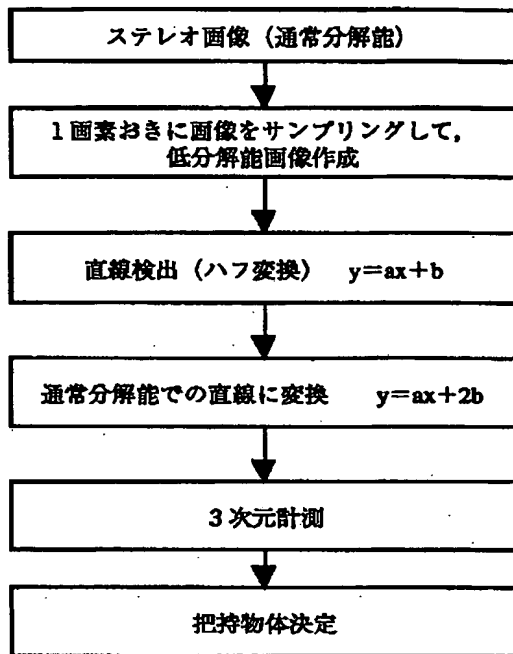 ステレオ画像（通常分解能）
1画素おきに画像をサンプリングして，
低分解能画像作成
直線検出（ハフ変換） y＝ax＋b
通常分解能での直線に変換 y＝ax＋2b
3次元計測
把持物体決定